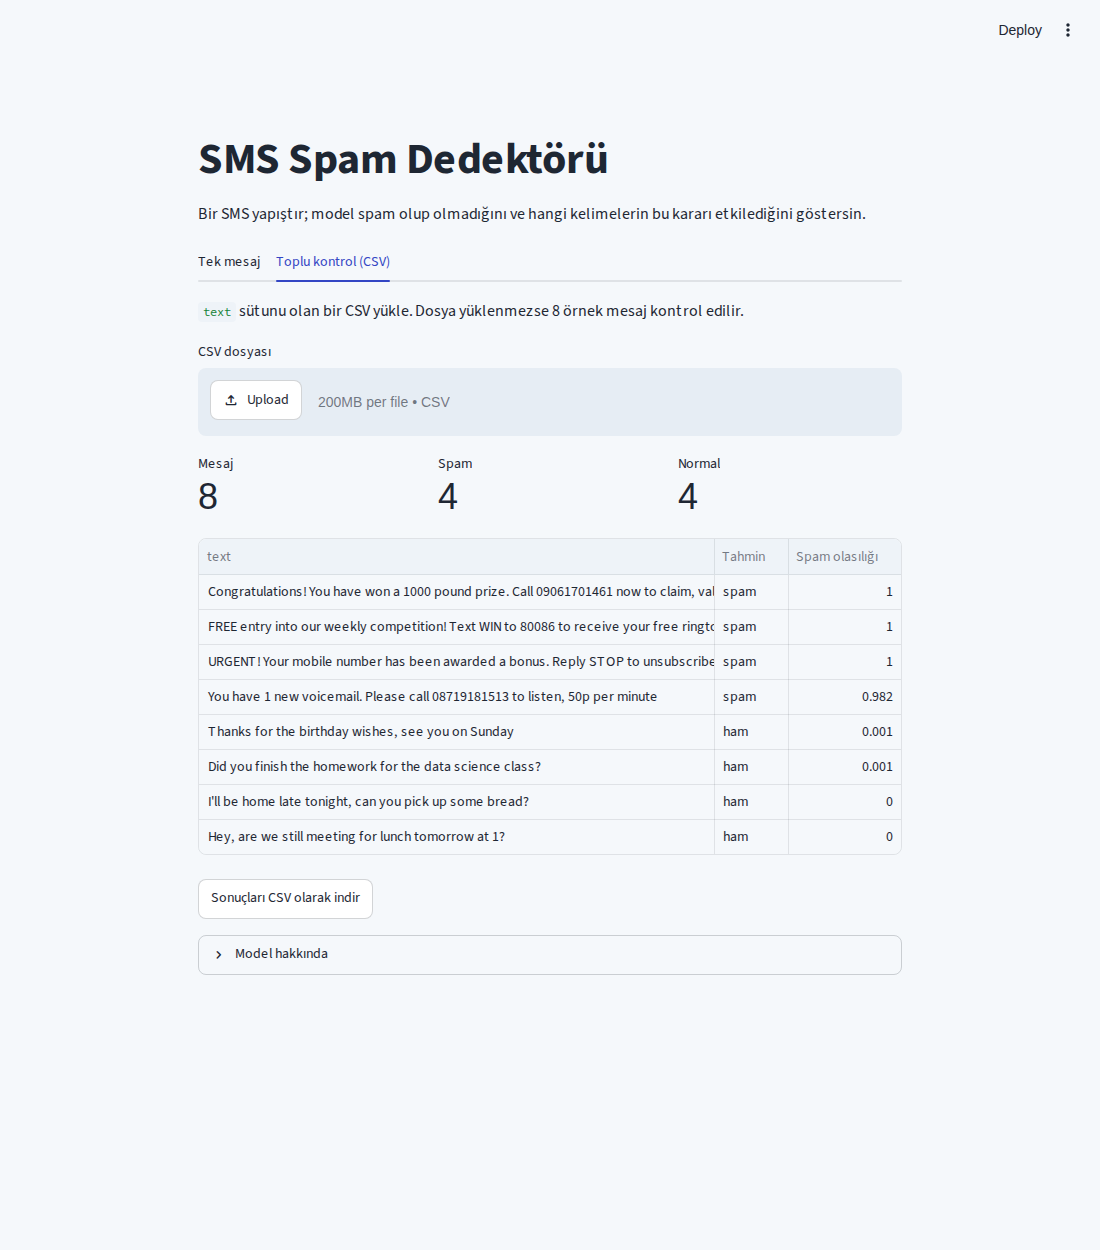 Deploy
SMS Spam Dedektörü
Bir SMS yapıştır; model spam olup olmadığını ve hangi kelimelerin bu kararı etkilediğini göstersin.
Tek mesaj Toplu kontrol (CSV)
text sütunu olan bir CSV yükle. Dosya yüklenmezse 8 örnek mesaj kontrol edilir.
CSV dosyası
Upload 200MB per file • CSV
Mesaj Spam Normal
8 4 4
text Tahmin Spam olasılığı
Congratulations! You have won a 1000 pound prize. Call 09061701461 now to claim, val spam 1
FREE entry into our weekly competition! Text WIN to 80086 to receive your free ringto spam 1
URGENT! Your mobile number has been awarded a bonus. Reply STOP to unsubscribe spam 1
You have 1 new voicemail. Please call 08719181513 to listen, 50p per minute spam 0.982
Thanks for the birthday wishes, see you on Sunday ham 0.001
Did you finish the homework for the data science class? ham 0.001
I'll be home late tonight, can you pick up some bread? ham 0
Hey, are we still meeting for lunch tomorrow at 1? ham 0
Sonuçları CSV olarak indir
Model hakkında